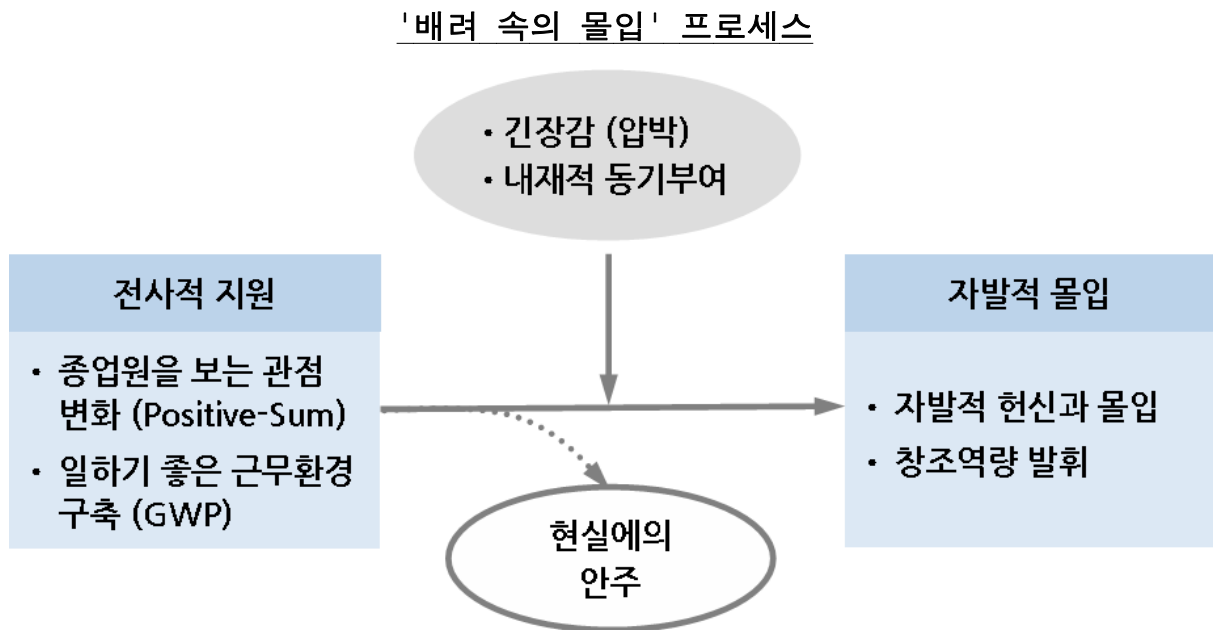 '배려 속의 몰입' 프로세스
• 긴장감 (압박)
• 내재적 동기부여
전사적 지원
• 종업원을 보는 관점
변화 (Positive-Sum)
• 일하기 좋은 근무환경
구축 (GWP)
자발적 몰입
• 자발적 헌신과 몰입
• 창조역량 발휘
현실에의
안주